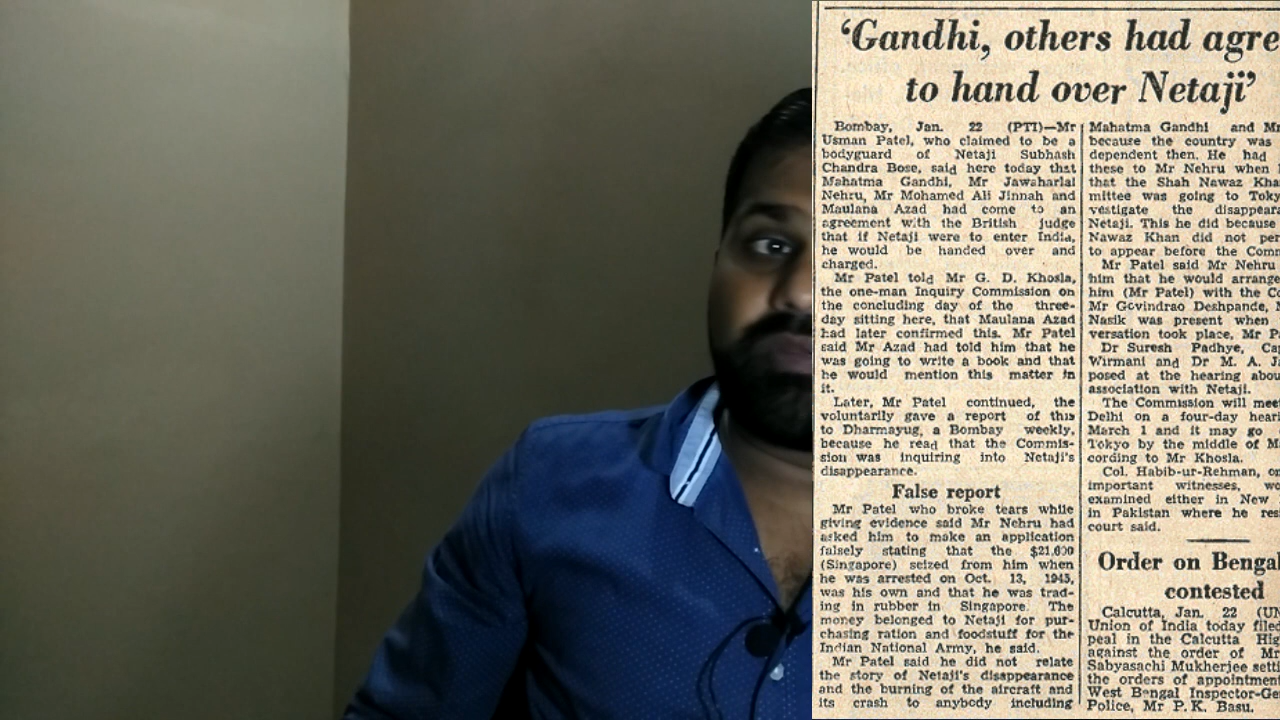 ‘Gandhi, others had agre
to hand over Netaji’
Bombay, Jan. 22 (PTI)—Mr
Usman Patel, who claimed to be a
bodyguard of Netaji Subhash
Chandra Bose, said here today that
Mahatma Gandhi, Mr Jawaharlal
Nehru, Mr Mohamed Ali Jinnah and
Maulana Azad had come to an
agreement with the British judge
that if Netaji were to enter India,
he would be handed over and
charged.
Mr Patel told Mr G. D. Khosla,
the one-man Inquiry Commission on
the concluding day of the three-
day sitting here, that Maulana Azad
had later confirmed this. Mr Patel
said Mr Azad had told him that he
was going to write a book and that
he would mention this matter in
it.
Later, Mr Patel continued, the
voluntarily gave a report of this
to Dharmayug, a Bombay weekly,
because he read that the Commis-
sion was inquiring into Netaji's
disappearance.
False report
Mr Patel who broke tears while
giving evidence said Mr Nehru had
asked him to make an application
falsely stating that the $21,600
(Singapore) seized from him when
he was arrested on Oct. 13, 1945,
was his own and that he was trad-
ing in rubber in Singapore. The
money belonged to Netaji for pur-
chasing ration and foodstuff for the
Indian National Army, he said.
Mr Patel said he did not relate
the story of Netaji's disappearance
and the burning of the aircraft and
its crash to anybody including
Mahatma Gandhi and Mr
because the country was
dependent then. He had
these to Mr Nehru when
that the Shah Nawaz Kha
mittee was going to Toky
vestigate the disappear
Netaji. This he did because
Nawaz Khan did not per
to appear before the Com
Mr Patel said Mr Nehru
him that he would arrange
him (Mr Patel) with the Co
Mr Govindrao Deshpande,
Nasik was present when
versation took place, Mr P
Dr Suresh Padhye, Cap
Wirmani and Dr M. A. J
posed at the hearing abou
association with Netaji.
The Commission will meet
Delhi on a four-day hear
March 1 and it may go
Tokyo by the middle of M
cording to Mr Khosla.
Col. Habib-ur-Rehman, on
important witnesses, wo
examined either in New
in Pakistan where he res
court said.
Order on Bengal
contested
Calcutta, Jan. 22 (UN
Union of India today filed
peal in the Calcutta Hig
against the order of Mr
Sabyasachi Mukherjee setti
the orders of appointment
West Bengal Inspector-Ge
Police, Mr P. K. Basu.